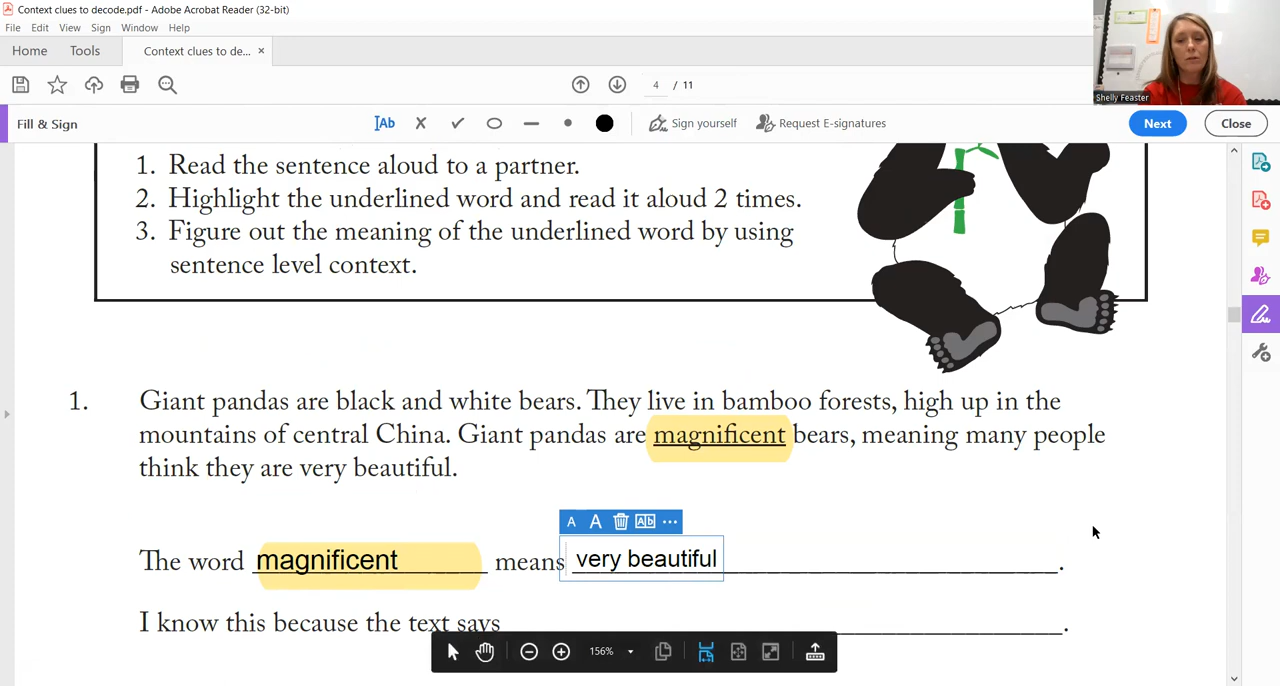 Context clues to decode.pdf - Adobe Acrobat Reader (32-bit)
File Edit View Sign Window Help
Home Tools Context clues to de... ×
4 / 11
Shelly Feaster
Fill & Sign
Ab
Sign yourself
Request E-signatures
Next
Close
1. Read the sentence aloud to a partner.
2. Highlight the underlined word and read it aloud 2 times.
3. Figure out the meaning of the underlined word by using
sentence level context.
1. Giant pandas are black and white bears. They live in bamboo forests, high up in the
mountains of central China. Giant pandas are magnificent bears, meaning many people
think they are very beautiful.
A A Ab ...
The word magnificent means very beautiful.
I know this because the text says .
156%